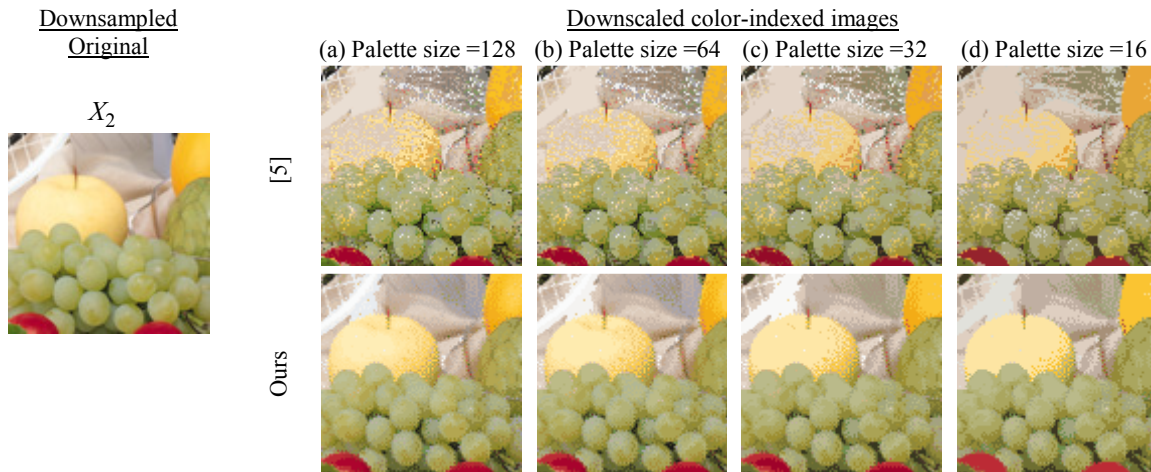 Downsampled
Original
Downscaled color-indexed images
(a) Palette size =128
(b) Palette size =64
(c) Palette size =32
(d) Palette size =16
X2
[5]
Ours